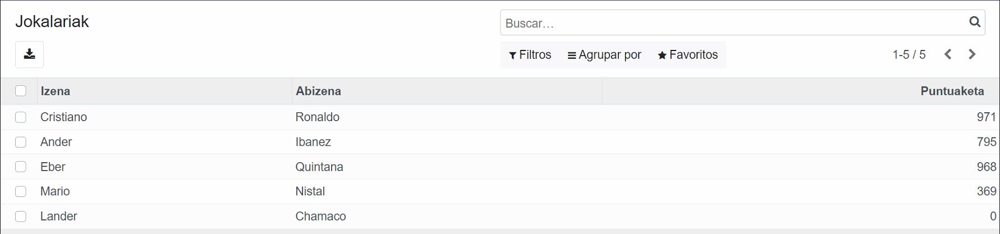 Jokalariak
Buscar...
Filtros Agrupar por Favoritos 1-5 / 5
Izena Abizena Puntuaketa
Cristiano Ronaldo 971
Ander Ibanez 795
Eber Quintana 968
Mario Nistal 369
Lander Chamaco 0